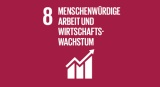 8 MENSCHENWÜRDIGE
ARBEIT UND
WIRTSCHAFTS-
WACHSTUM